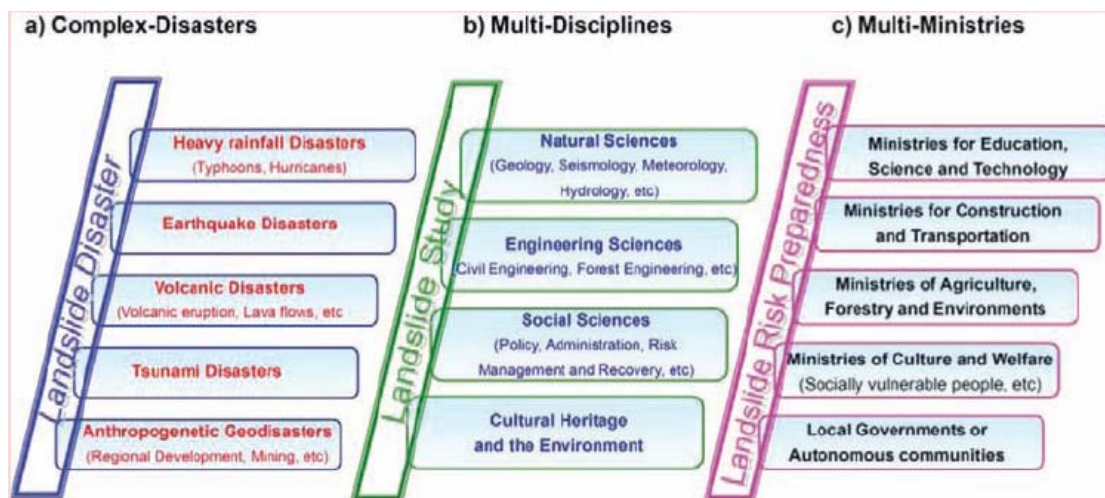 a) Complex-Disasters
Landslide Disaster
Heavy rainfall Disasters
(Typhoons, Hurricanes)
Earthquake Disasters
Volcanic Disasters
(Volcanic eruption, Lava flows, etc
Tsunami Disasters
Anthropogenetic Geodisasters
(Regional Development, Mining, etc)
b) Multi-Disciplines
Landslide Study
Natural Sciences
(Geology, Seismology, Meteorology,
Hydrology, etc)
Engineering Sciences
(Civil Engineering, Forest Engineering, etc)
Social Sciences
(Policy, Administration, Risk
Management and Recovery, etc)
Cultural Heritage
and the Environment
c) Multi-Ministries
Landslide Risk Preparedness
Ministries for Education,
Science and Technology
Ministries for Construction
and Transportation
Ministries of Agriculture,
Forestry and Environments
Ministries of Culture and Welfare
(Socially vulnerable people, etc)
Local Governments or
Autonomous communities